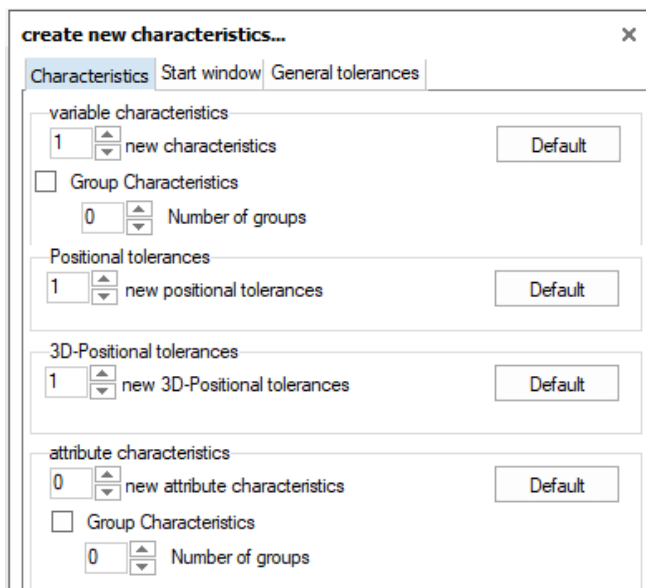 create new characteristics...
Characteristics Start window General tolerances
variable characteristics
1 new characteristics Default
Group Characteristics
0 Number of groups
Positional tolerances
1 new positional tolerances Default
3D-Positional tolerances
1 new 3D-Positional tolerances Default
attribute characteristics
0 new attribute characteristics Default
Group Characteristics
0 Number of groups